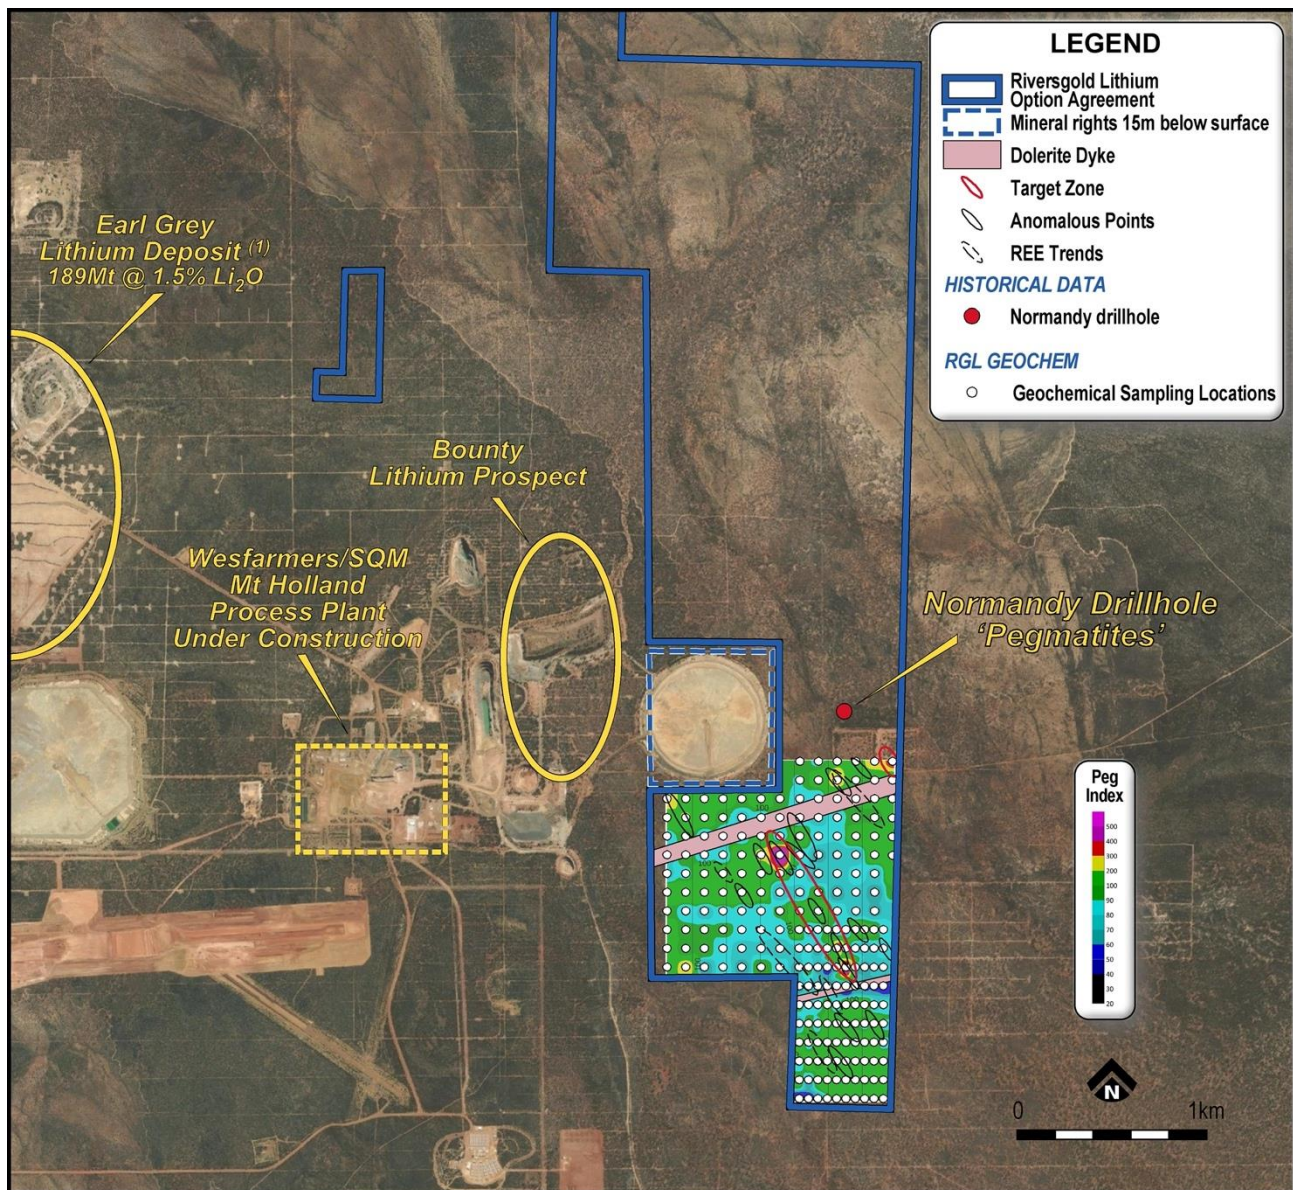 LEGEND
Riversgold Lithium
Option Agreement
Mineral rights 15m below surface
Dolerite Dyke
Target Zone
Anomalous Points
REE Trends
HISTORICAL DATA
Normandy drillhole
RGL GEOCHEM
Geochemical Sampling Locations
Earl Grey
Lithium Deposit (1)
189Mt @ 1.5% Li₂O
Bounty
Lithium Prospect
Wesfarmers/SQM
Mt Holland
Process Plant
Under Construction
Normandy Drillhole
‘Pegmatites’
Peg
Index
500
400
300
200
100
90
80
70
60
50
40
30
20
100
100
N
0 1km